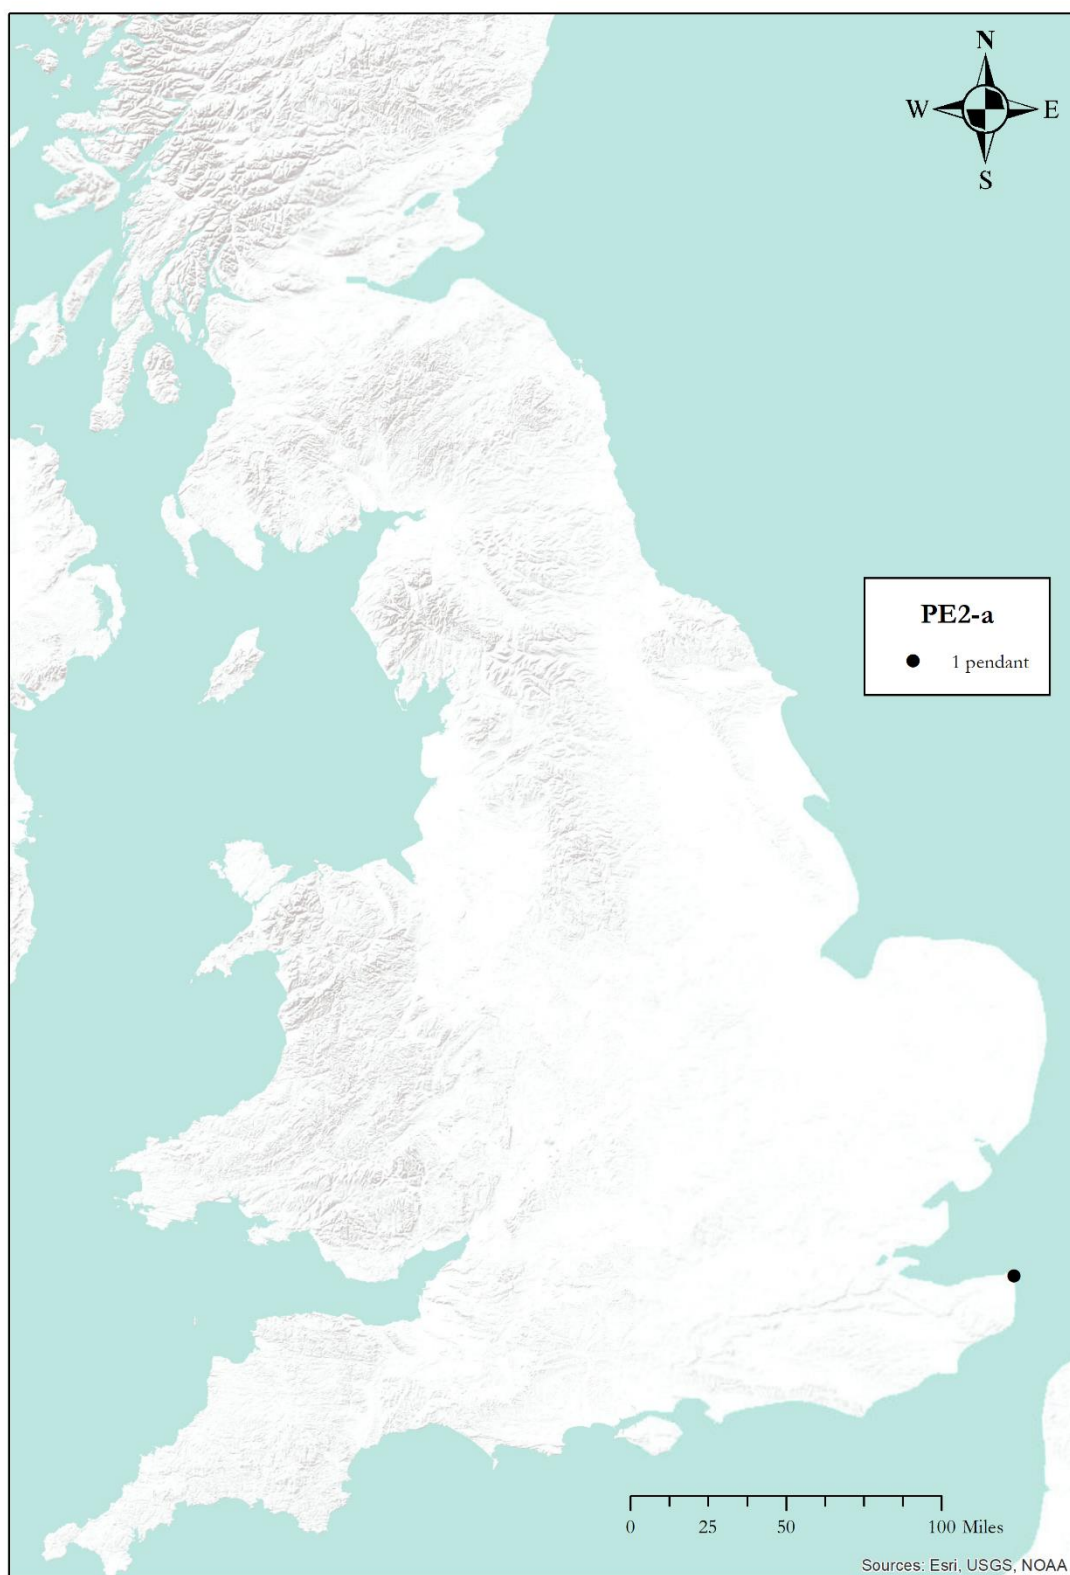 N
W E
S
PE2-a
1 pendant
0 25 50 100 Miles
Sources: Esri, USGS, NOAA